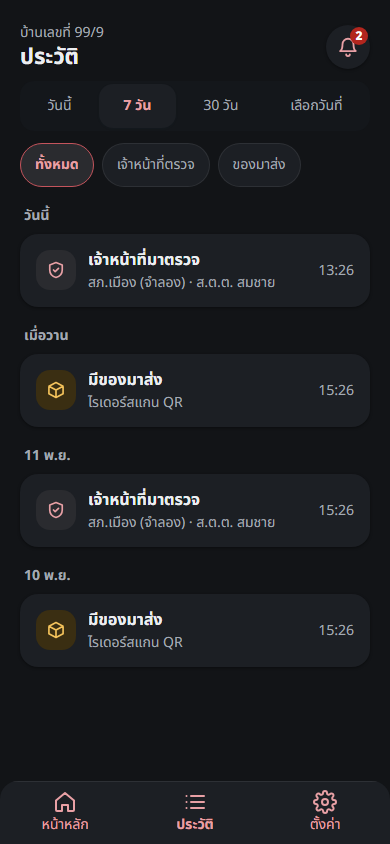 บ้านเลขที่ 99/9
ประวัติ
2
วันนี้
7 วัน
30 วัน
เลือกวันที่
ทั้งหมด
เจ้าหน้าที่ตรวจ
ของมาส่ง
วันนี้
เจ้าหน้าที่มาตรวจ
สภ.เมือง (จำลอง) · ส.ต.ต. สมชาย
13:26
เมื่อวาน
มีของมาส่ง
ไรเดอร์สแกน QR
15:26
11 พ.ย.
เจ้าหน้าที่มาตรวจ
สภ.เมือง (จำลอง) · ส.ต.ต. สมชาย
15:26
10 พ.ย.
มีของมาส่ง
ไรเดอร์สแกน QR
15:26
หน้าหลัก
ประวัติ
ตั้งค่า